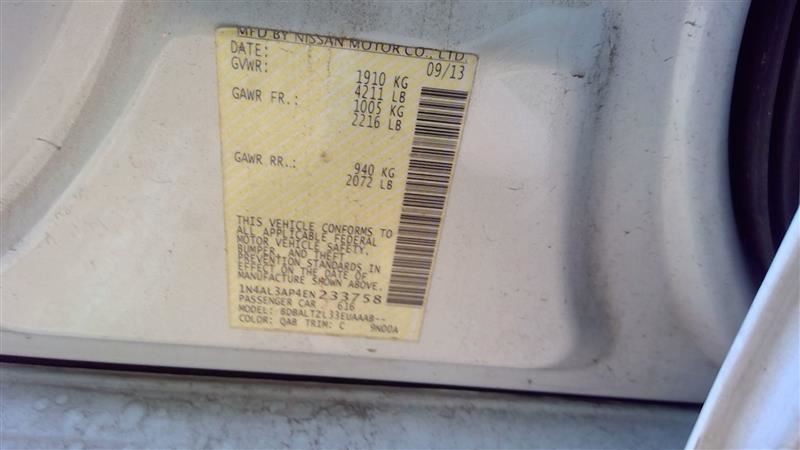 MFD BY NISSAN MOTOR CO., LTD.
DATE: 09/13
GVWR: 1910 KG
4211 LB
GAWR FR.: 1005 KG
2216 LB
GAWR RR.: 940 KG
2072 LB
THIS VEHICLE CONFORMS TO
ALL APPLICABLE FEDERAL
MOTOR VEHICLE SAFETY,
BUMPER, AND THEFT
PREVENTION STANDARDS IN
EFFECT ON THE DATE OF
MANUFACTURE SHOWN ABOVE.
1N4AL3AP4EN233758
PASSENGER CAR 616
MODEL: BDBALTZL33EUAAAB--
COLOR: QAB TRIM: C 9N00A